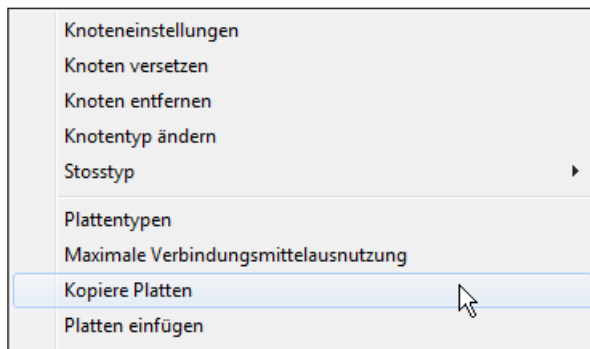 Knoteneinstellungen
Knoten versetzen
Knoten entfernen
Knotentyp ändern
Stosstyp
Plattentypen
Maximale Verbindungsmittelausnutzung
Kopiere Platten
Platten einfügen